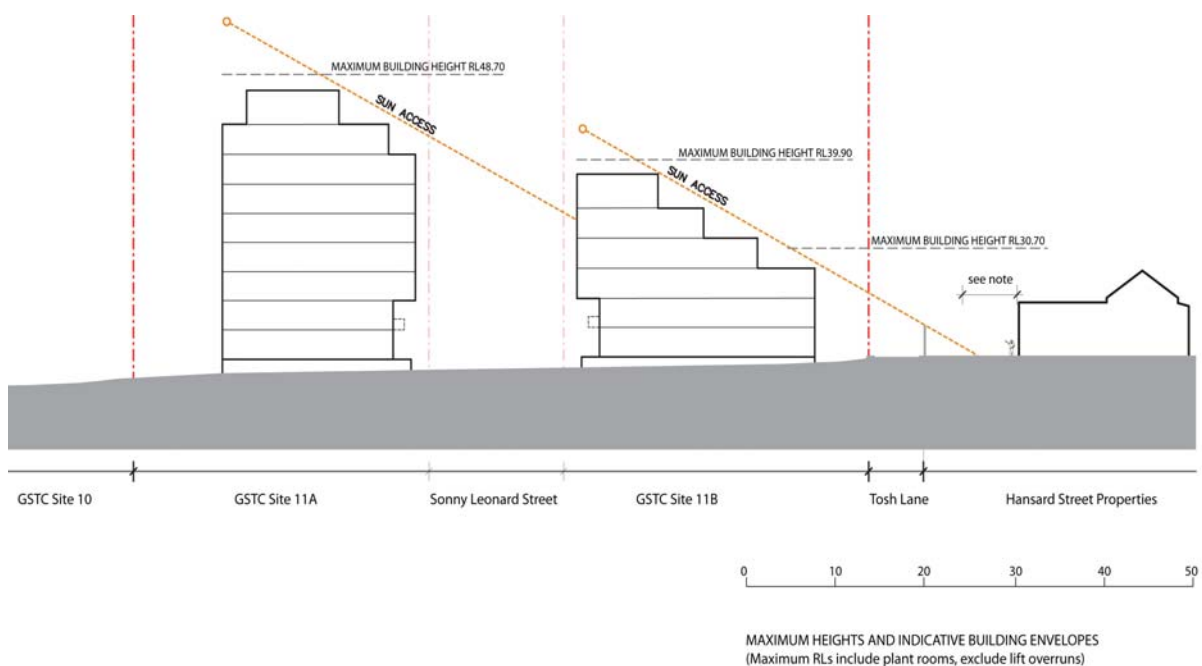 MAXIMUM BUILDING HEIGHT RL48.70
SUN ACCESS
MAXIMUM BUILDING HEIGHT RL39.90
SUN ACCESS
MAXIMUM BUILDING HEIGHT RL30.70
see note
GSTC Site 10
GSTC Site 11A
Sonny Leonard Street
GSTC Site 11B
Tosh Lane
Hansard Street Properties
0 10 20 30 40 50
MAXIMUM HEIGHTS AND INDICATIVE BUILDING ENVELOPES
(Maximum RLs include plant rooms, exclude lift overruns)